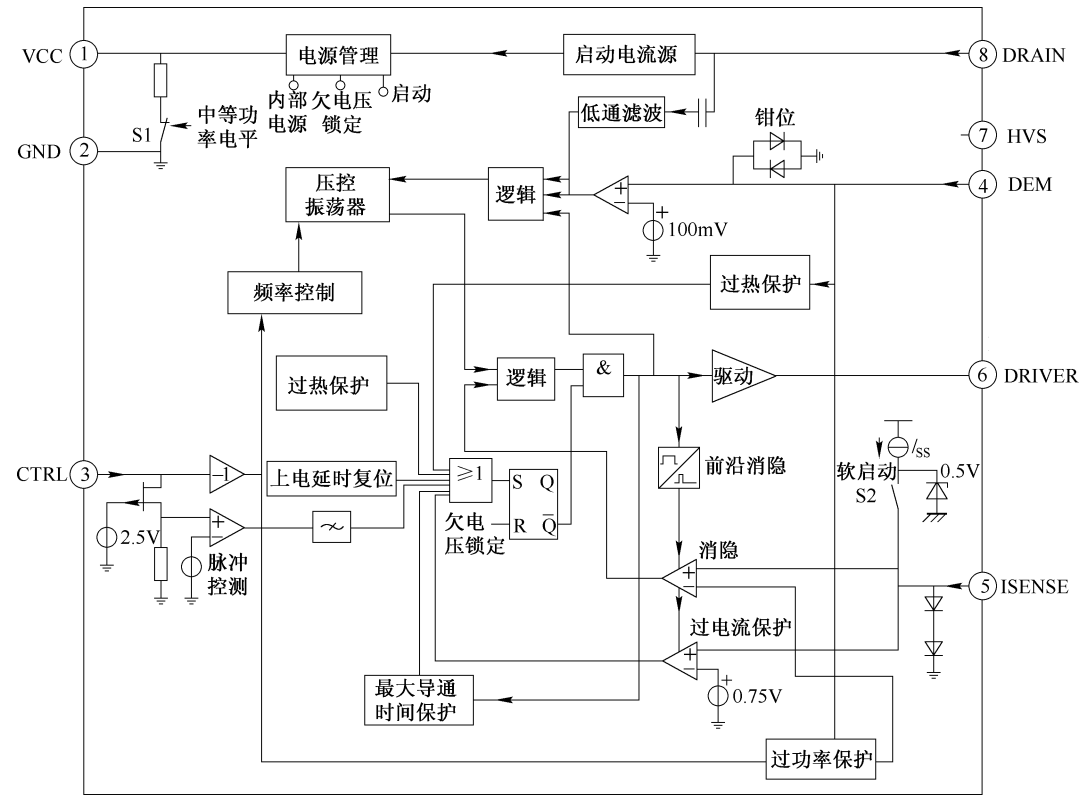 VCC
1
电源管理
启动电流源
8
DRAIN
内部
电源
欠电压
锁定
启动
低通滤波
S1
中等功
率电平
钳位
7
HVS
GND
2
压控
振荡器
逻辑
+
−
+
100mV
4
DEM
频率控制
过热保护
过热保护
逻辑
&
驱动
6
DRIVER
CTRL
3
−1
上电延时复位
≥1
S
Q
R
Q̅
欠电
压锁定
前沿消隐
ISS
软启动
S2
0.5V
2.5V
+
−
~
脉冲
控测
消隐
+
−
5
ISENSE
过电流保护
+
−
+
0.75V
最大导通
时间保护
过功率保护